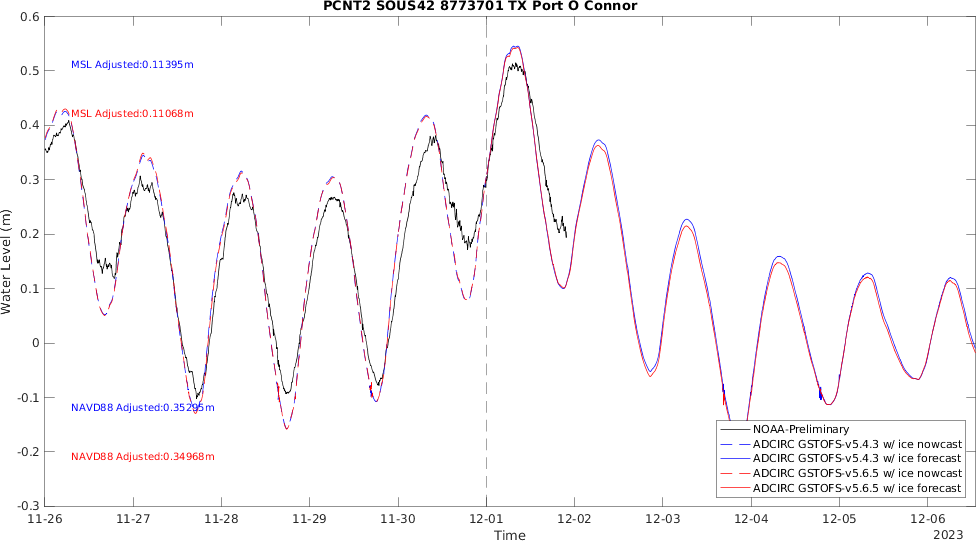 PCNT2 SOUS42 8773701 TX Port O Connor
0.6
0.5
0.4
0.3
0.2
0.1
0
-0.1
-0.2
-0.3
Water Level (m)
MSL Adjusted:0.11395m
MSL Adjusted:0.11068m
NAVD88 Adjusted:0.35295m
NAVD88 Adjusted:0.34968m
NOAA-Preliminary
ADCIRC GSTOFS-v5.4.3 w/ ice nowcast
ADCIRC GSTOFS-v5.4.3 w/ ice forecast
ADCIRC GSTOFS-v5.6.5 w/ ice nowcast
ADCIRC GSTOFS-v5.6.5 w/ ice forecast
11-26 11-27 11-28 11-29 11-30 12-01 12-02 12-03 12-04 12-05 12-06
Time
2023